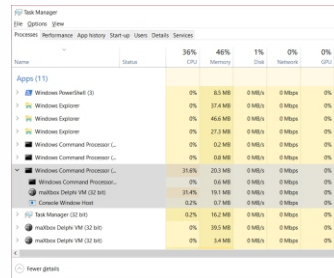 Task Manager
File Options View
Processes Performance App history Start-up Users Details Services
36% 46% 1% 0% 0%
Name Status CPU Memory Disk Network GPU
Apps (11)
Windows PowerShell (3) 0% 8.5 MB 0 MB/s 0 Mbps 0%
Windows Explorer 0% 37.4 MB 0 MB/s 0 Mbps 0%
Windows Explorer 0% 46.6 MB 0 MB/s 0 Mbps 0%
Windows Explorer 0% 27.3 MB 0 MB/s 0 Mbps 0%
Windows Command Processor (... 0% 0.2 MB 0 MB/s 0 Mbps 0%
Windows Command Processor (... 0% 0.8 MB 0 MB/s 0 Mbps 0%
Windows Command Processor (... 31.6% 20.3 MB 0 MB/s 0 Mbps 0%
Windows Command Processor... 0% 0.6 MB 0 MB/s 0 Mbps 0%
maXbox Delphi VM (32 bit) 31.4% 19.1 MB 0 MB/s 0 Mbps 0%
Console Window Host 0.2% 0.7 MB 0 MB/s 0 Mbps 0%
Task Manager (32 bit) 0.2% 16.2 MB 0 MB/s 0 Mbps 0%
maXbox Delphi VM (32 bit) 0% 39.5 MB 0 MB/s 0 Mbps 0%
maXbox Delphi VM (32 bit) 0% 3.4 MB 0 MB/s 0 Mbps 0%
Fewer details